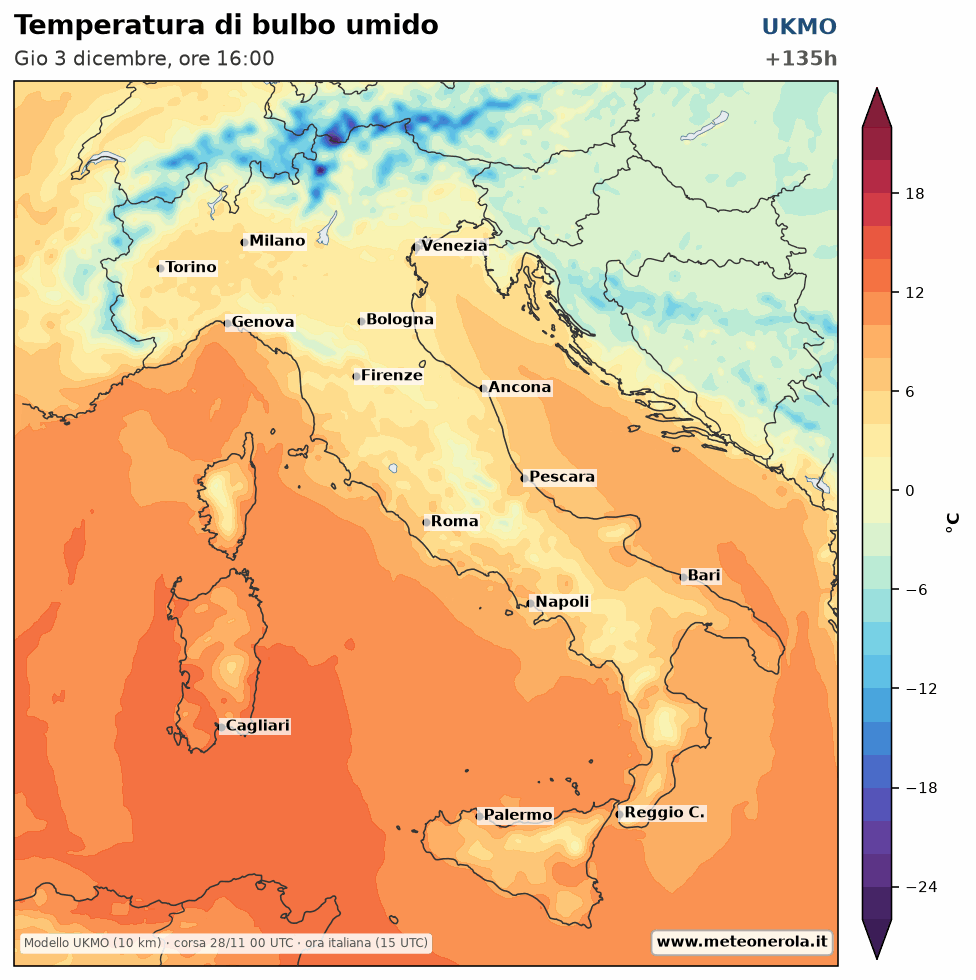 Temperatura di bulbo umido
UKMO
Gio 3 dicembre, ore 16:00
+135h
Milano
Venezia
Torino
Genova
Bologna
Firenze
Ancona
Pescara
Roma
Bari
Napoli
Cagliari
Palermo
Reggio C.
18
12
6
0
−6
−12
−18
−24
°C
Modello UKMO (10 km) · corsa 28/11 00 UTC · ora italiana (15 UTC)
www.meteonerola.it